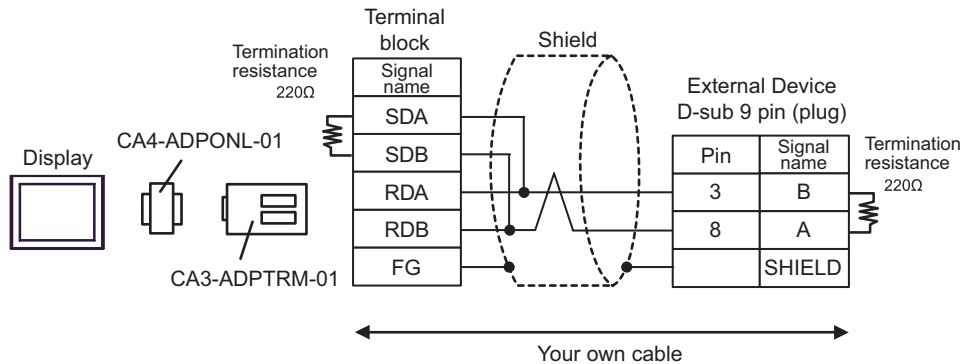 Terminal
block
Shield
Termination
resistance
220Ω
Signal
name
External Device
D-sub 9 pin (plug)
SDA
CA4-ADPONL-01
Display
SDB
Pin
Signal
name
Termination
resistance
220Ω
RDA
3
B
RDB
8
A
CA3-ADPTRM-01
FG
SHIELD
Your own cable